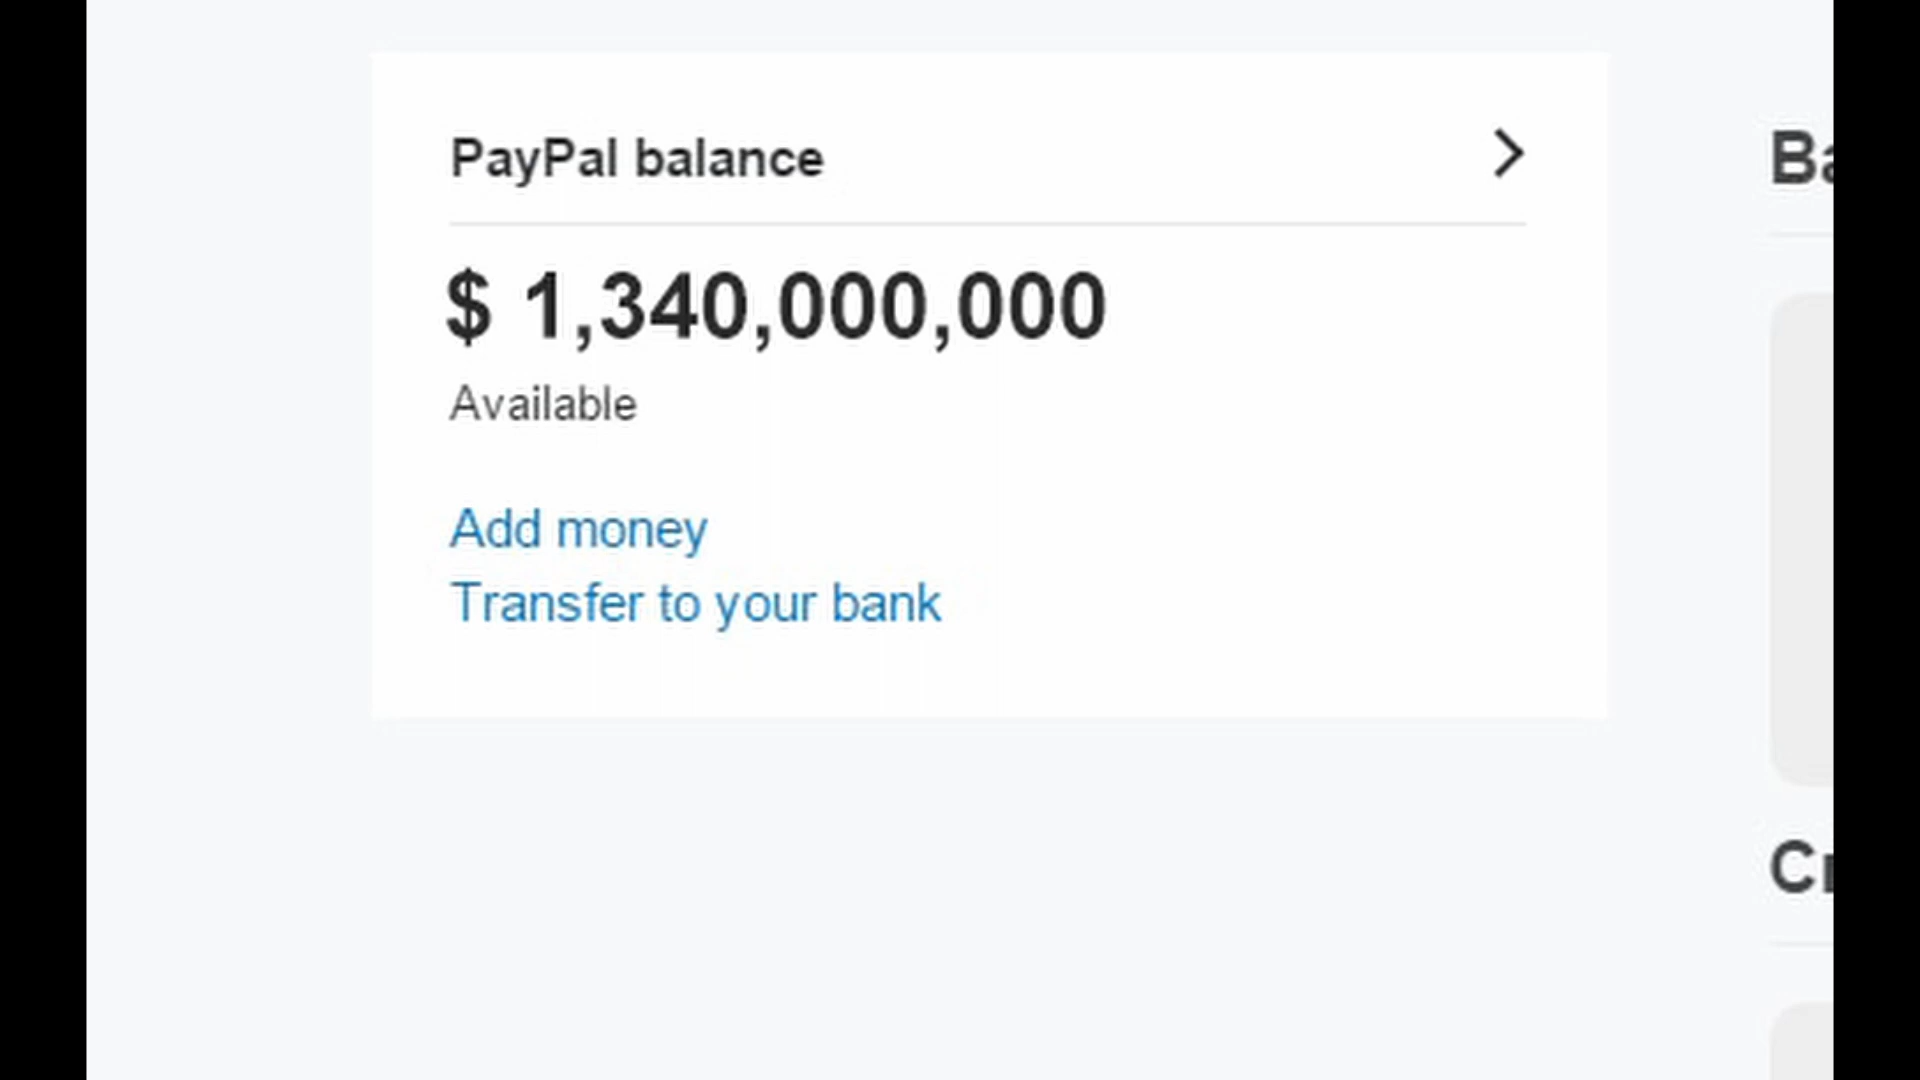 PayPal balance
$ 1,340,000,000
Available
Add money
Transfer to your bank